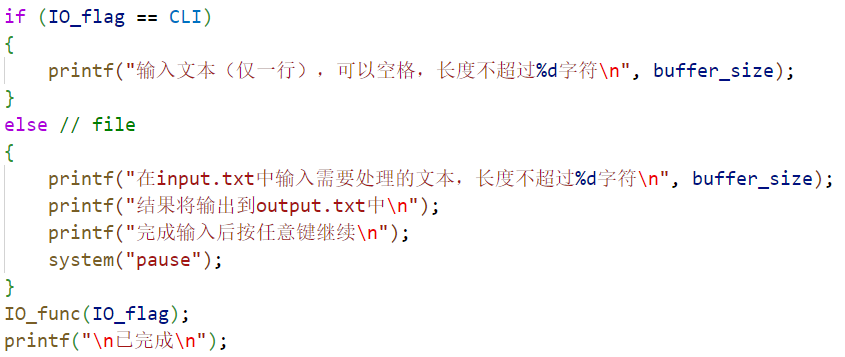 if (IO_flag == CLI)
{
    printf("输入文本（仅一行），可以空格，长度不超过%d字符\n", buffer_size);
}
else // file
{
    printf("在input.txt中输入需要处理的文本，长度不超过%d字符\n", buffer_size);
    printf("结果将输出到output.txt中\n");
    printf("完成输入后按任意键继续\n");
    system("pause");
}
IO_func(IO_flag);
printf("\n已完成\n");